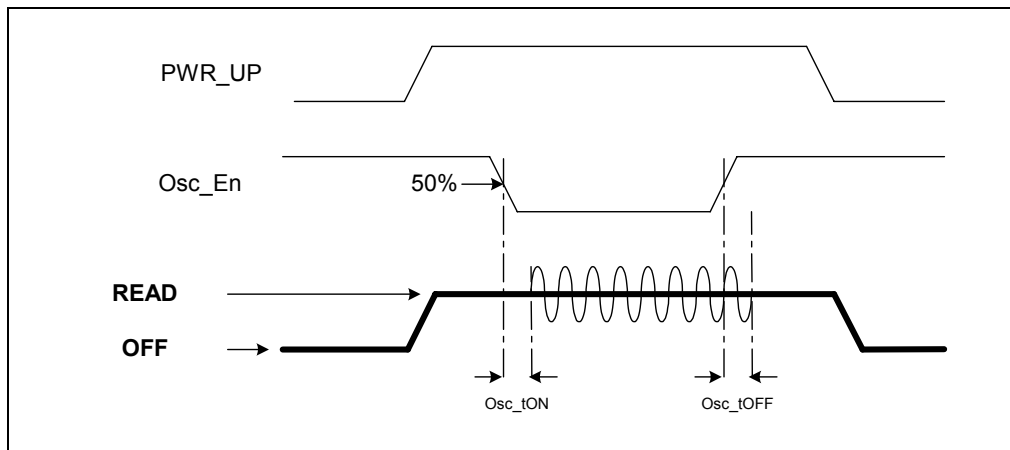 PWR_UP
Osc_En
50%
READ
OFF
Osc_tON
Osc_tOFF